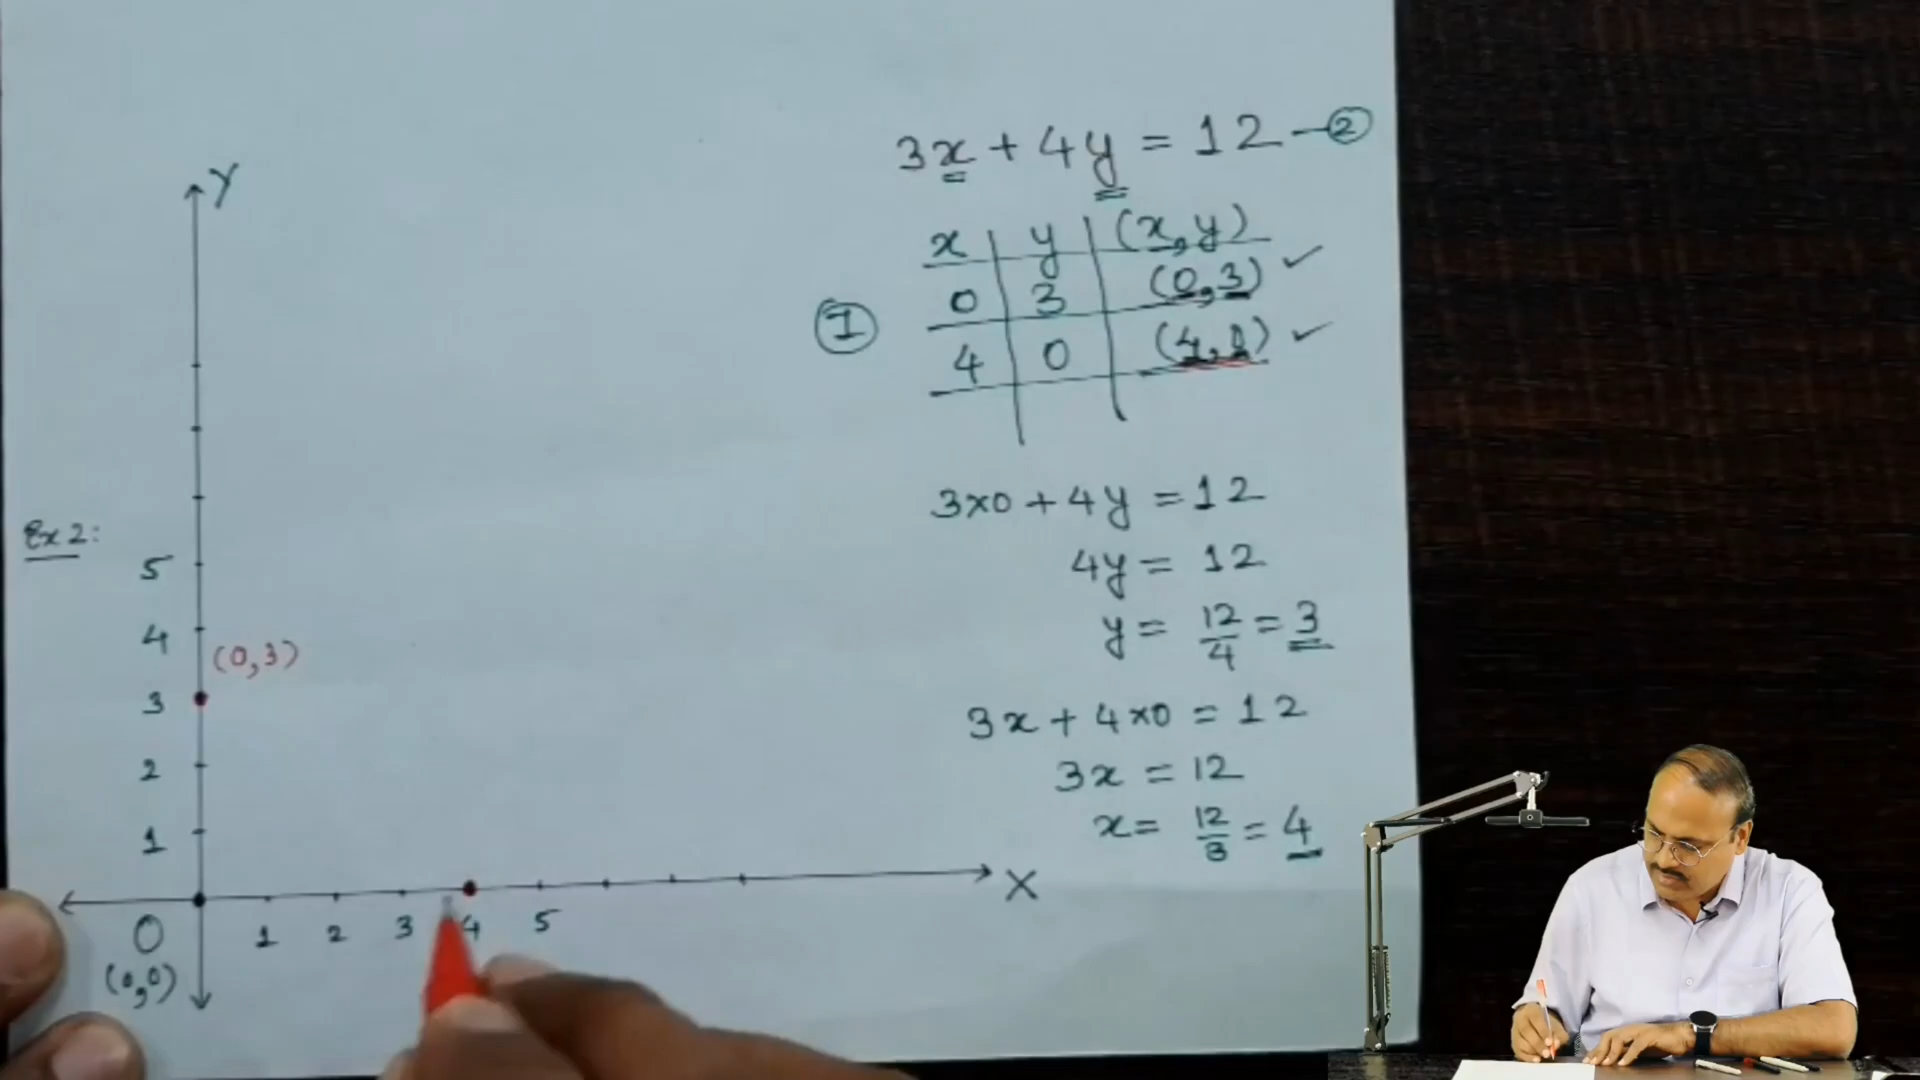 3x + 4y = 12 —②
x | y | (x,y)
0 | 3 | (0,3) ✓
① 4 | 0 | (4,0) ✓
3×0 + 4y = 12
4y = 12
y = 12/4 = 3
3x + 4×0 = 12
3x = 12
x = 12/3 = 4
Ex 2:
Y
5
4
(0,3)
3
2
1
X
O 1 2 3 4 5
(0,0)